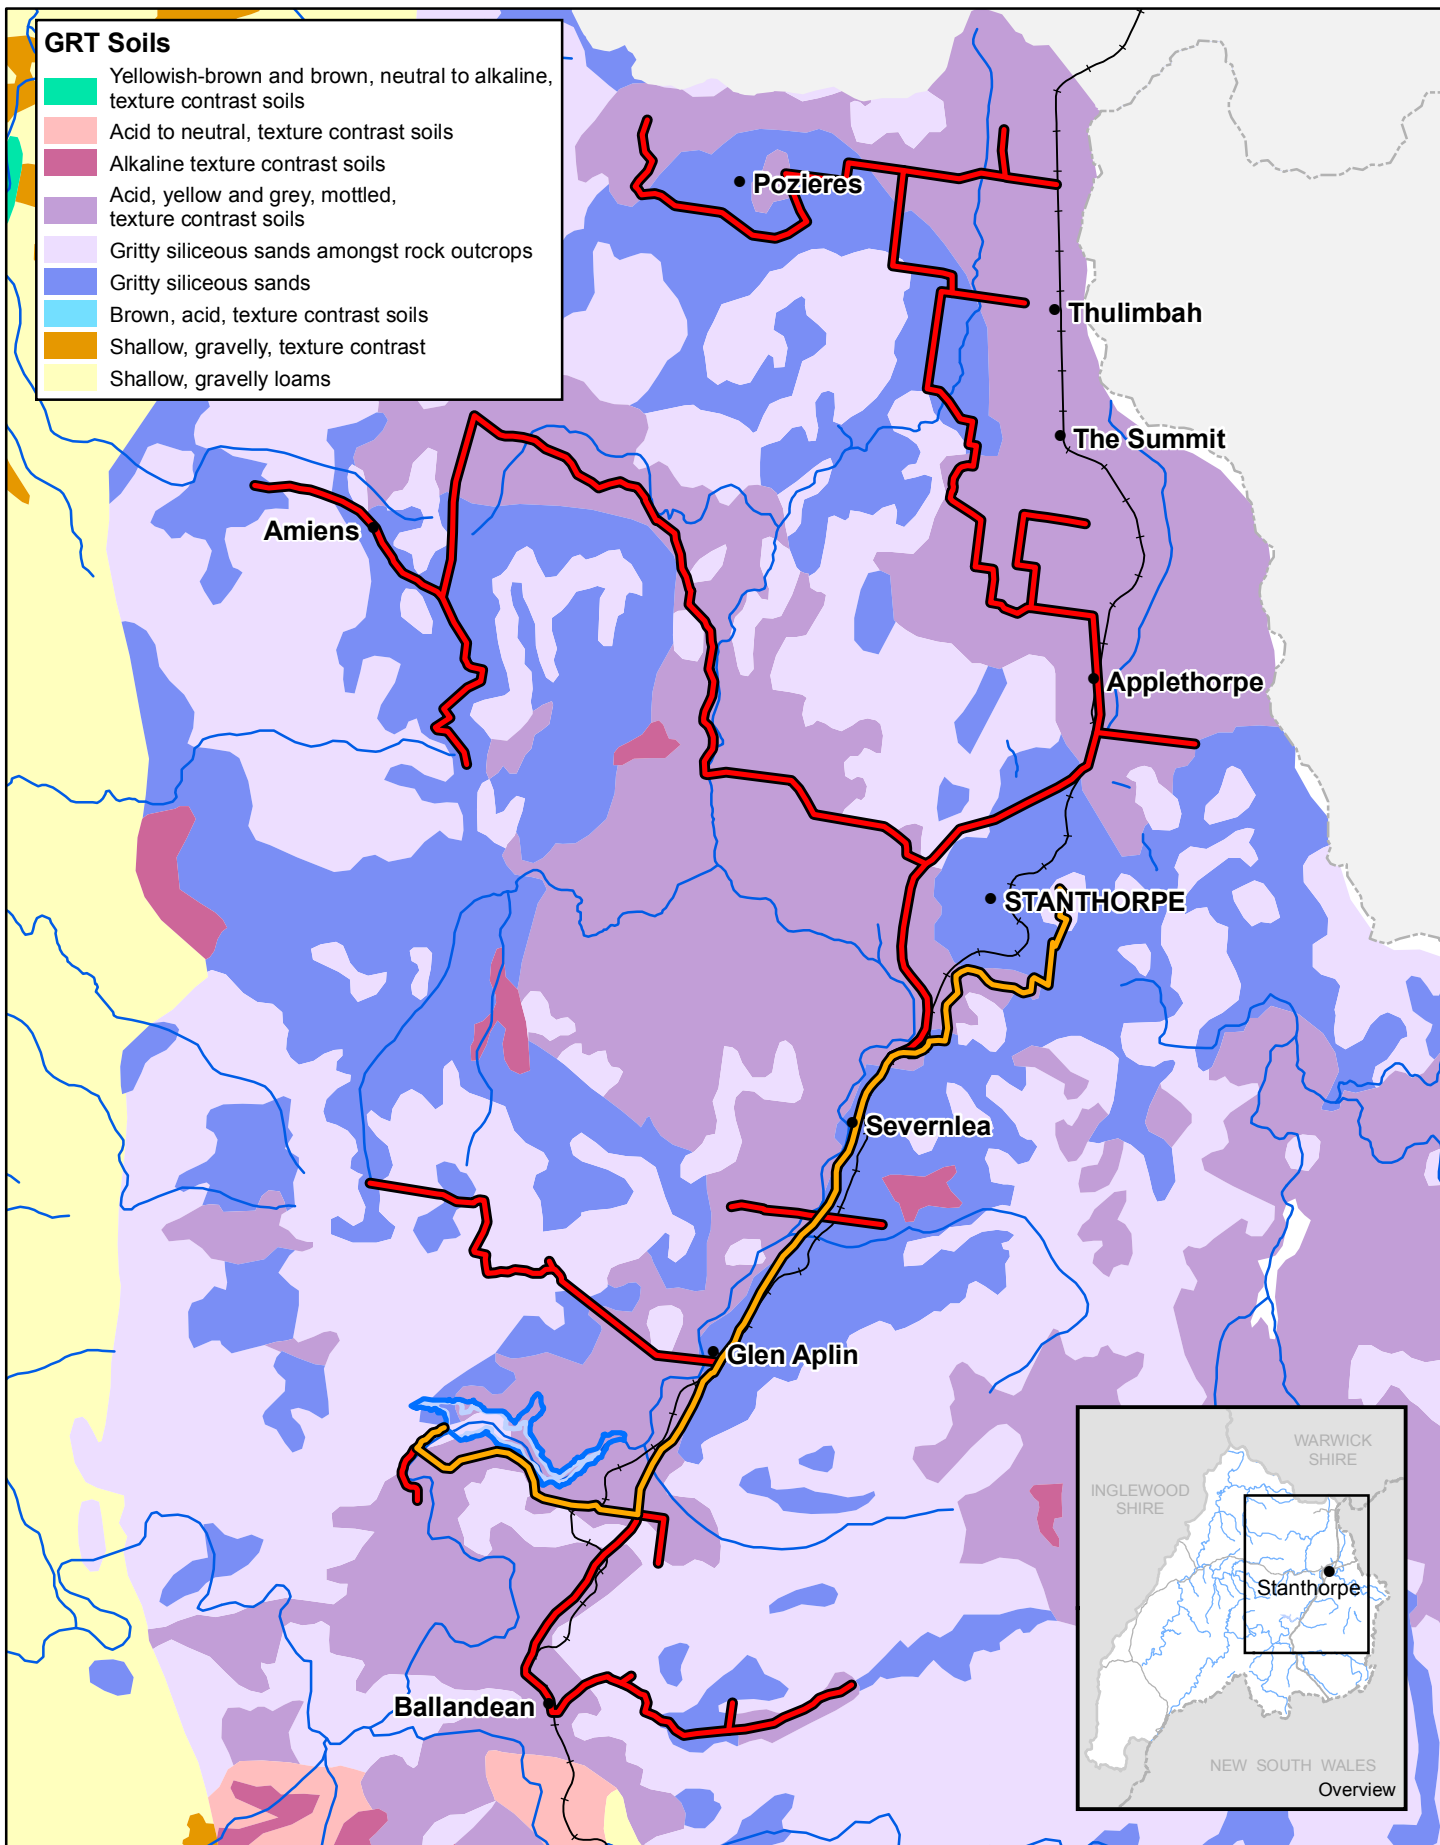 GRT Soils
Yellowish-brown and brown, neutral to alkaline,
texture contrast soils
Acid to neutral, texture contrast soils
Alkaline texture contrast soils
Acid, yellow and grey, mottled,
texture contrast soils
Gritty siliceous sands amongst rock outcrops
Gritty siliceous sands
Brown, acid, texture contrast soils
Shallow, gravelly, texture contrast
Shallow, gravelly loams
Pozieres
Thulimbah
The Summit
Amiens
Applethorpe
STANTHORPE
Severnlea
Glen Aplin
Ballandean
WARWICK
SHIRE
INGLEWOOD
SHIRE
Stanthorpe
NEW SOUTH WALES
Overview